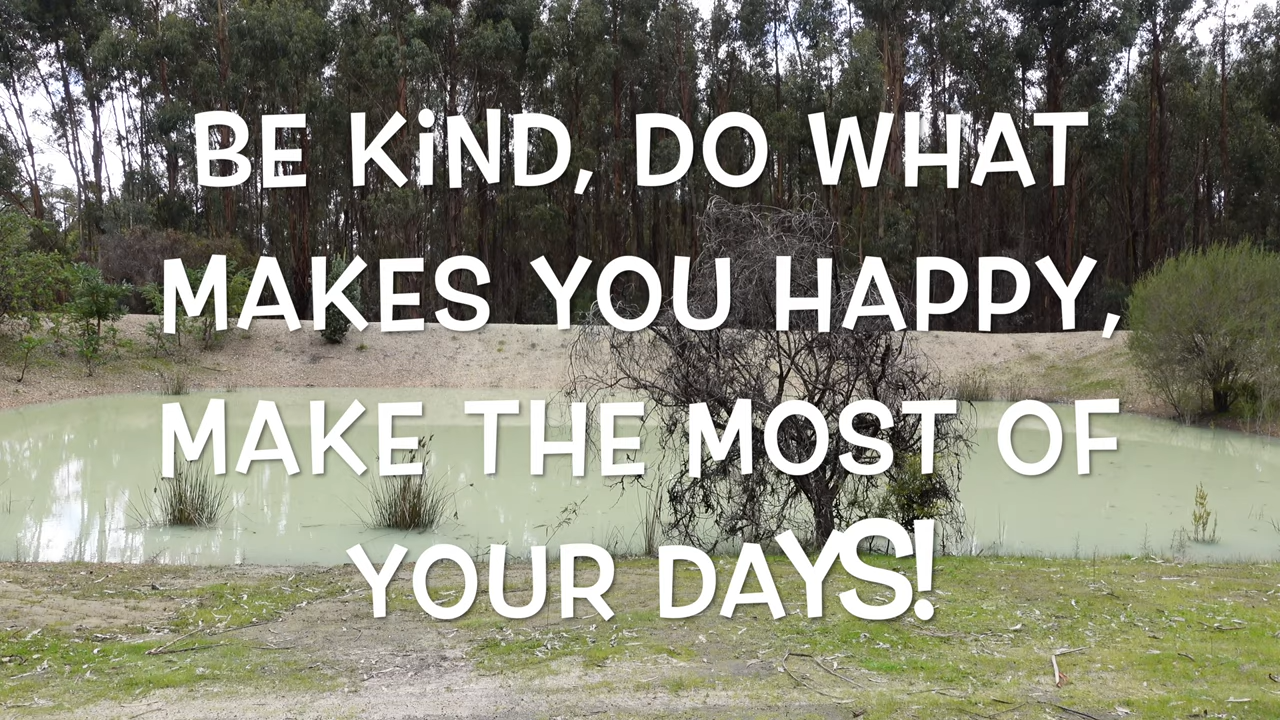 BE KiND, DO WHAT
MAKES YOU HAPPY,
MAKE THE MOST OF
YOUR DAYS!